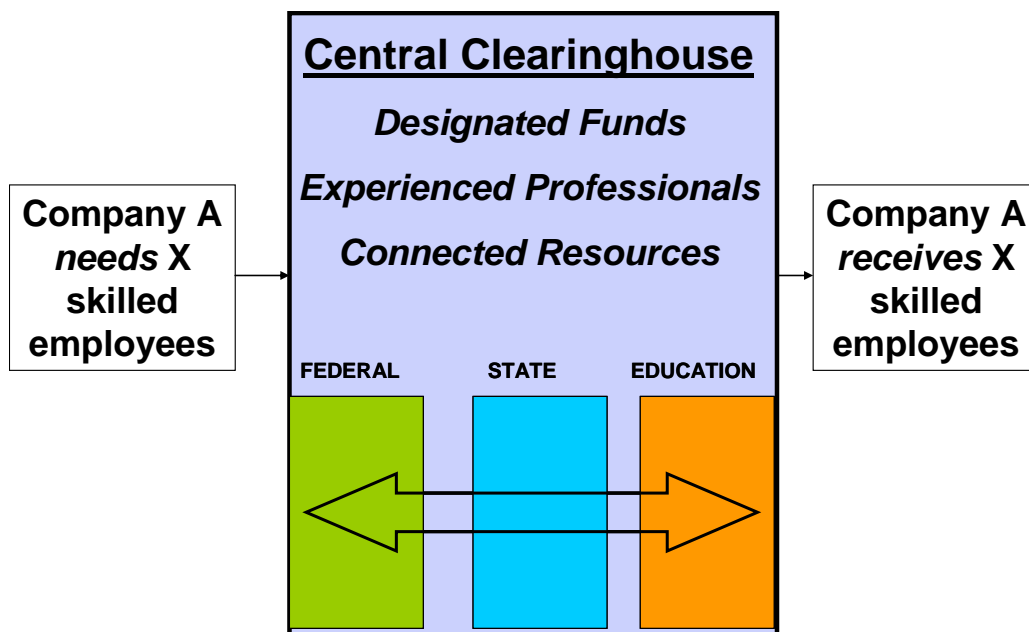 Central Clearinghouse
Designated Funds
Experienced Professionals
Connected Resources
Company A
needs X
skilled
employees
Company A
receives X
skilled
employees
FEDERAL
STATE
EDUCATION